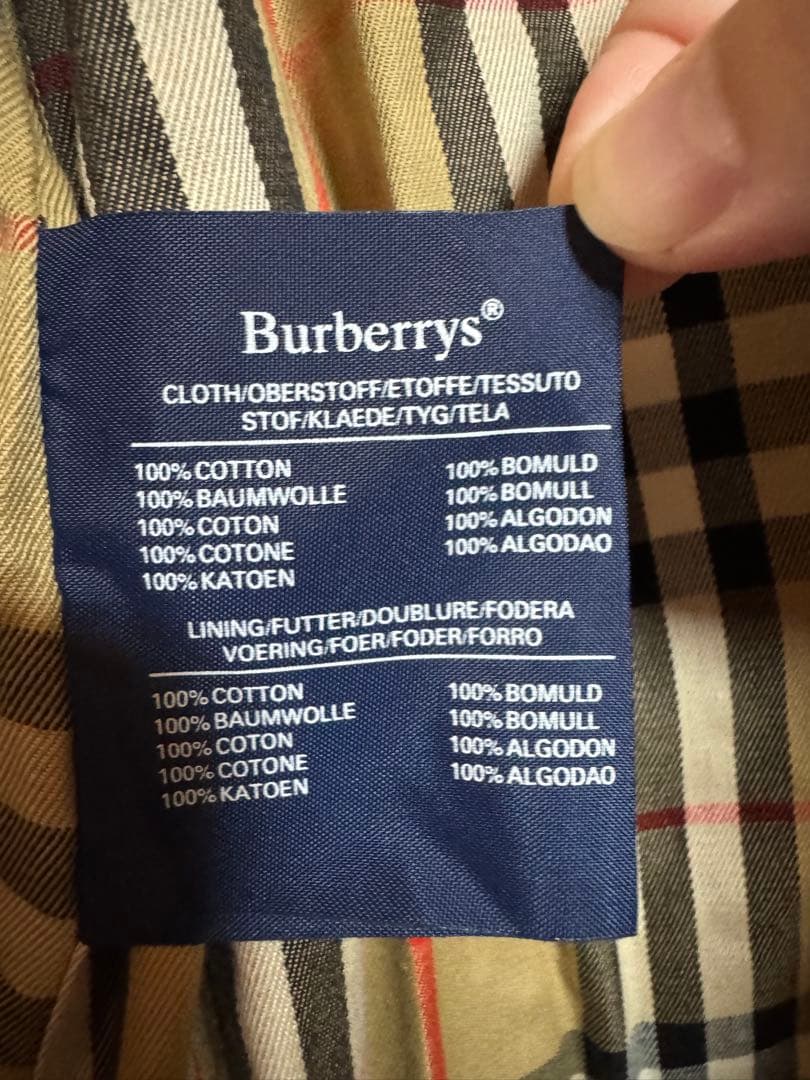 Burberrys®
CLOTH/OBERSTOFF/ETOFFE/TESSUTO
STOF/KLAEDE/TYG/TELA
100% COTTON 100% BOMULD
100% BAUMWOLLE 100% BOMULL
100% COTON 100% ALGODON
100% COTONE 100% ALGODAO
100% KATOEN
LINING/FUTTER/DOUBLURE/FODERA
VOERING/FOER/FODER/FORRO
100% COTTON 100% BOMULD
100% BAUMWOLLE 100% BOMULL
100% COTON 100% ALGODON
100% COTONE 100% ALGODAO
100% KATOEN